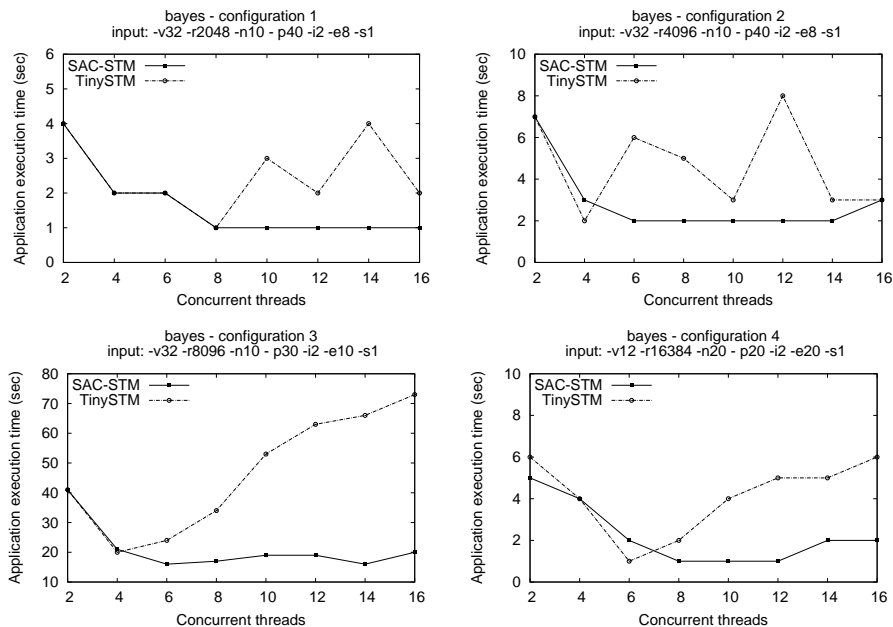 bayes - configuration 1
input: -v32 -r2048 -n10 - p40 -i2 -e8 -s1
Application execution time (sec)
6
5
4
3
2
1
0
SAC-STM
TinySTM
2 4 6 8 10 12 14 16
Concurrent threads
bayes - configuration 2
input: -v32 -r4096 -n10 - p40 -i2 -e8 -s1
Application execution time (sec)
10
8
6
4
2
0
SAC-STM
TinySTM
2 4 6 8 10 12 14 16
Concurrent threads
bayes - configuration 3
input: -v32 -r8096 -n10 - p30 -i2 -e10 -s1
Application execution time (sec)
80
70
60
50
40
30
20
10
SAC-STM
TinySTM
2 4 6 8 10 12 14 16
Concurrent threads
bayes - configuration 4
input: -v12 -r16384 -n20 - p20 -i2 -e20 -s1
Application execution time (sec)
10
8
6
4
2
0
SAC-STM
TinySTM
2 4 6 8 10 12 14 16
Concurrent threads